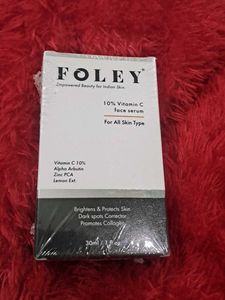 FOLEY
Empowered Beauty for Indian Skin
10% Vitamin C
face serum
For All Skin Type
Vitamin C 10%
Alpha Arbutin
Zinc PCA
Lemon Ext.
Brightens & Protects Skin
Dark spots Corrector
Promotes Collagen
30ml / 1 fl